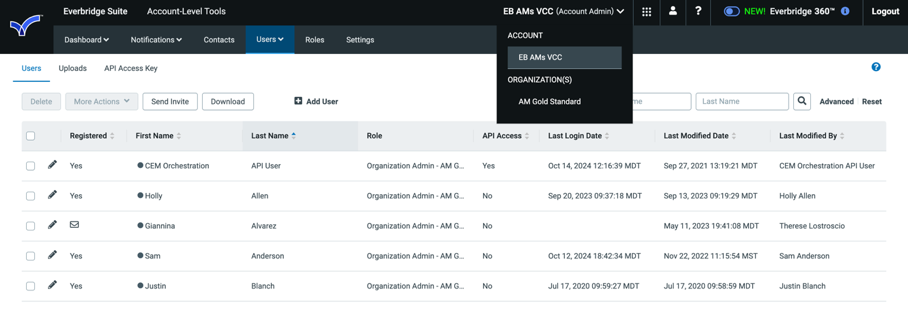 Everbridge Suite Account-Level Tools EB AMs VCC (Account Admin) ? NEW! Everbridge 360™ Logout
Dashboard Notifications Contacts Users Roles Settings
ACCOUNT
EB AMs VCC
ORGANIZATION(S)
AM Gold Standard
Users Uploads API Access Key ?
Delete More Actions Send Invite Download Add User Last Name Advanced Reset
Registered First Name Last Name Role API Access Last Login Date Last Modified Date Last Modified By
Yes CEM Orchestration API User Organization Admin - AM G... Yes Oct 14, 2024 12:16:39 MDT Sep 27, 2021 13:19:21 MDT CEM Orchestration API User
Yes Holly Allen Organization Admin - AM G... No Sep 20, 2023 09:37:18 MDT Sep 13, 2023 09:19:29 MDT Holly Allen
Giannina Alvarez Organization Admin - AM G... No May 11, 2023 19:41:08 MDT Therese Lostroscio
Yes Sam Anderson Organization Admin - AM G... No Oct 12, 2024 18:42:34 MDT Nov 22, 2022 11:15:54 MST Sam Anderson
Yes Justin Blanch Organization Admin - AM G... No Jul 17, 2020 09:59:27 MDT Jul 17, 2020 09:58:59 MDT Justin Blanch